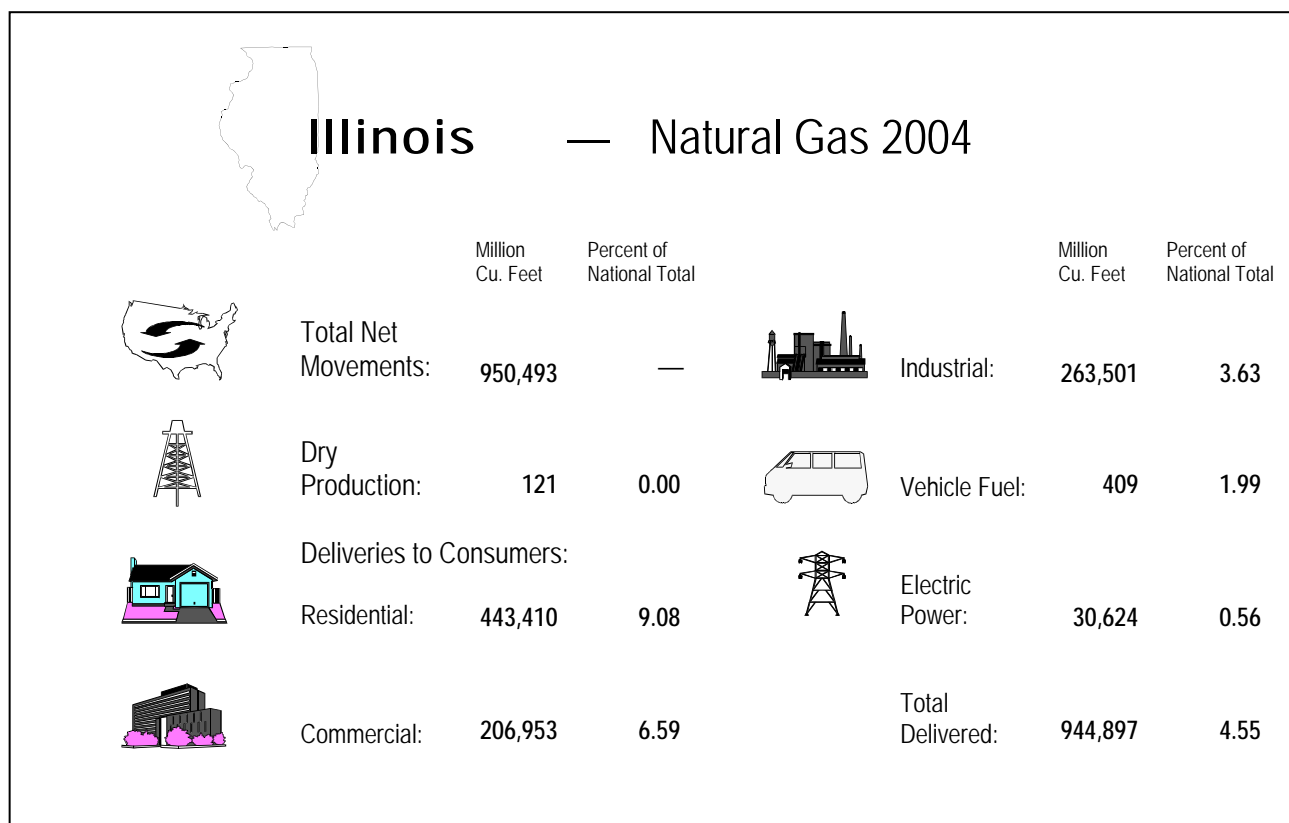 Illinois — Natural Gas 2004
Million Percent of Million Percent of
Cu. Feet National Total Cu. Feet National Total
Total Net
Movements: 950,493 — Industrial: 263,501 3.63
Dry
Production: 121 0.00 Vehicle Fuel: 409 1.99
Deliveries to Consumers:
Residential: 443,410 9.08
Electric
Power: 30,624 0.56
Commercial: 206,953 6.59
Total
Delivered: 944,897 4.55